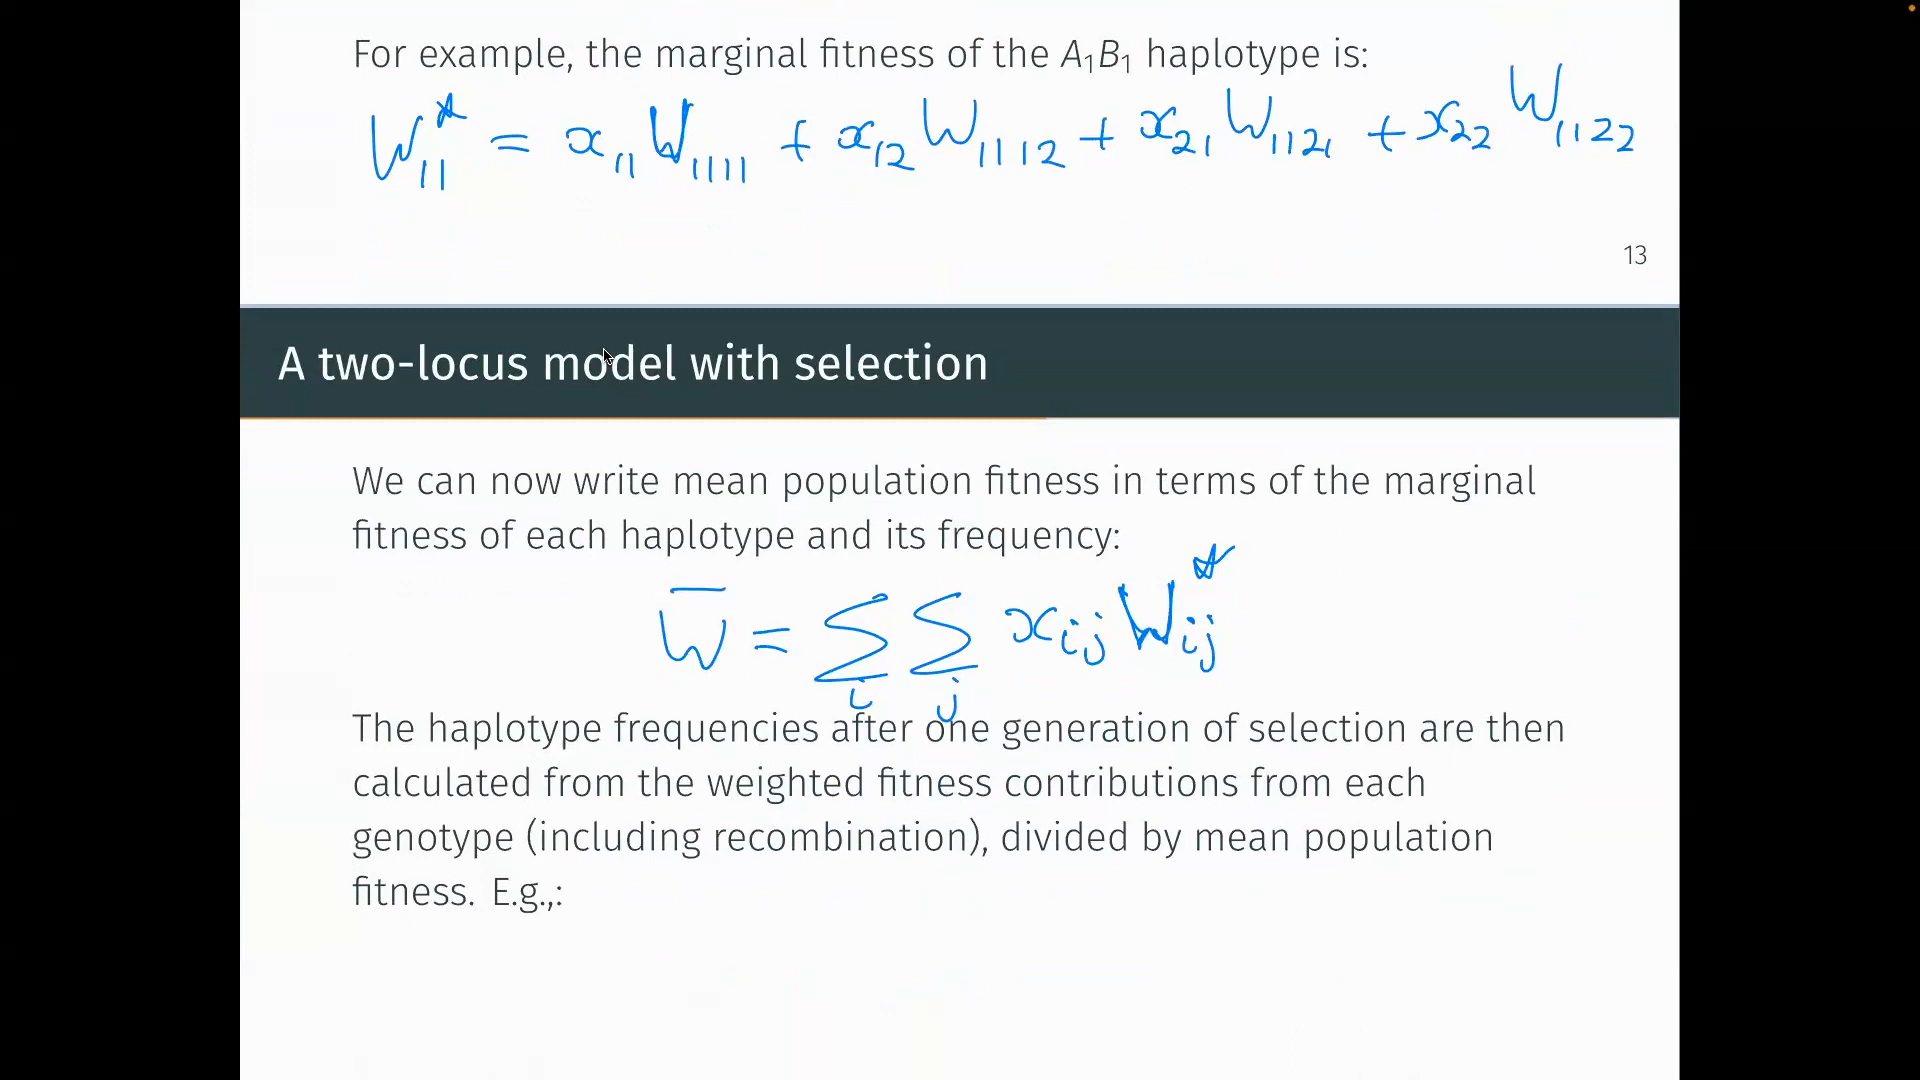 For example, the marginal fitness of the A₁B₁ haplotype is:
W₁₁* = x₁₁W₁₁₁₁ + x₁₂W₁₁₁₂ + x₂₁W₁₁₂₁ + x₂₂W₁₁₂₂
13
A two-locus model with selection
We can now write mean population fitness in terms of the marginal
fitness of each haplotype and its frequency:
W̅ = Σᵢ Σⱼ xᵢⱼ Wᵢⱼ*
The haplotype frequencies after one generation of selection are then
calculated from the weighted fitness contributions from each
genotype (including recombination), divided by mean population
fitness. E.g.,: